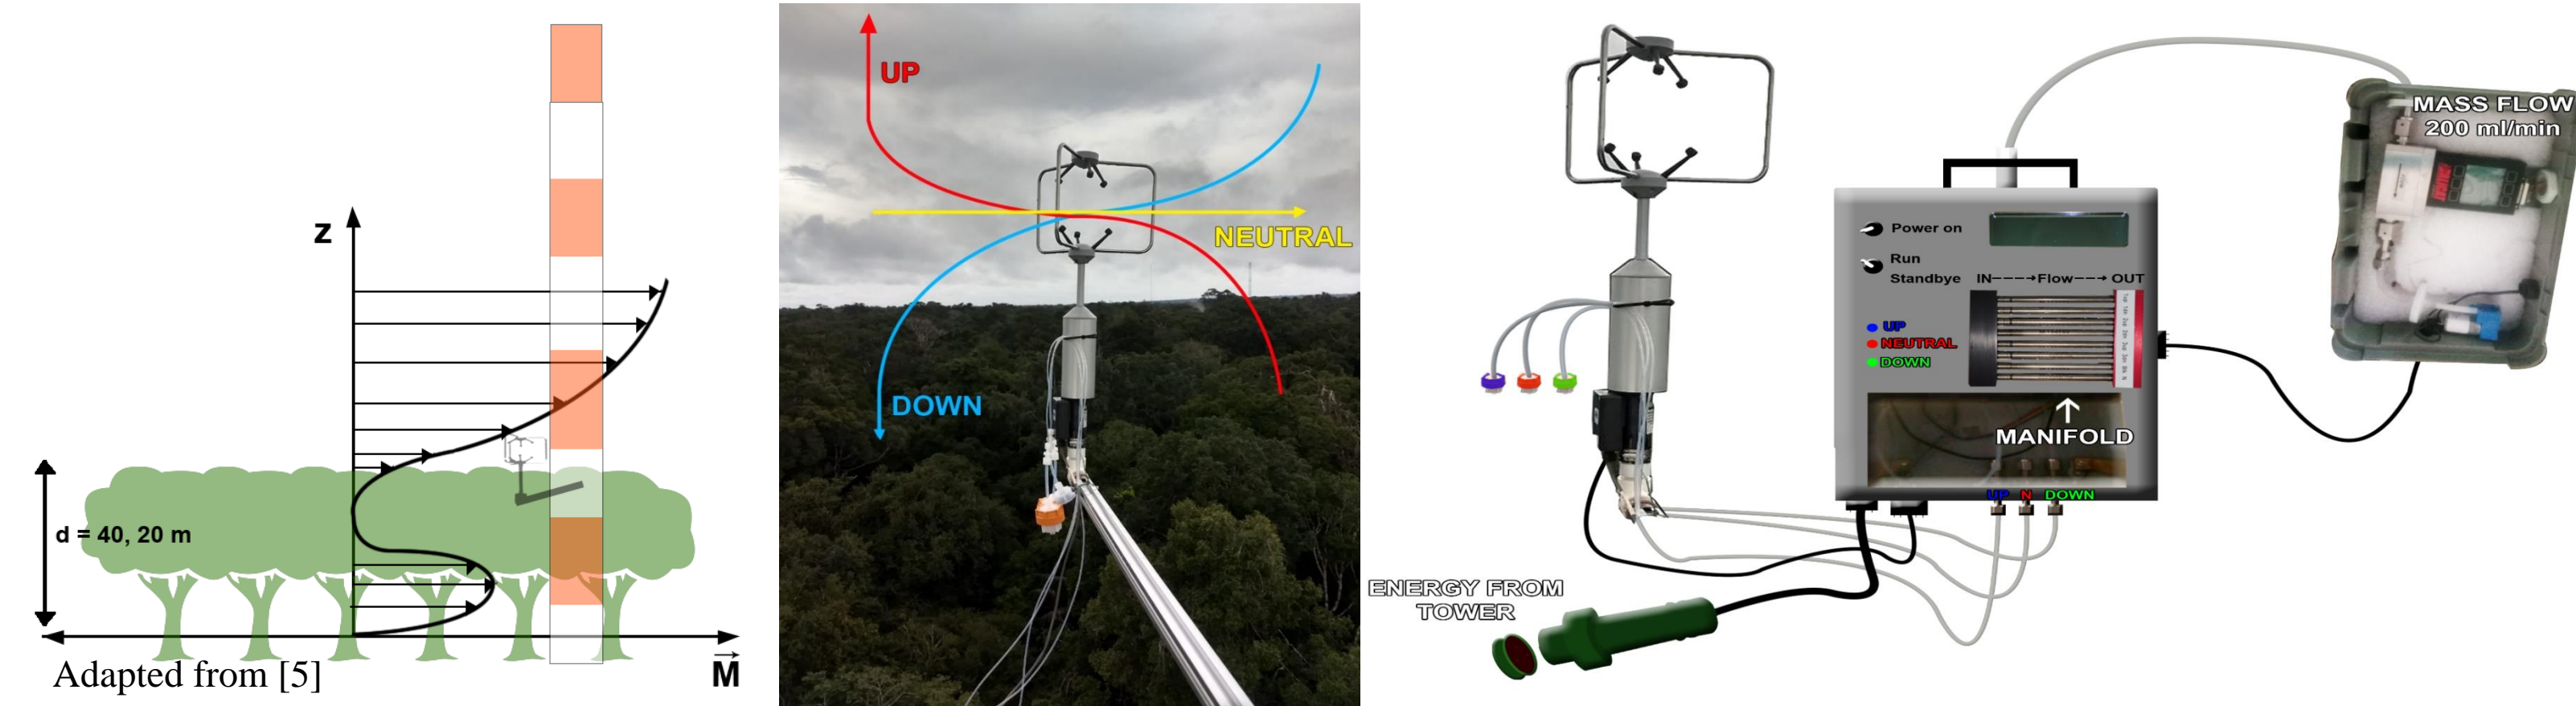 z
d = 40, 20 m
Adapted from [5]
M
UP
NEUTRAL
DOWN
MASS FLOW
200 ml/min
Power on
Run
Standbye
IN----→Flow---→ OUT
UP
NEUTRAL
DOWN
MANIFOLD
UP N DOWN
ENERGY FROM
TOWER